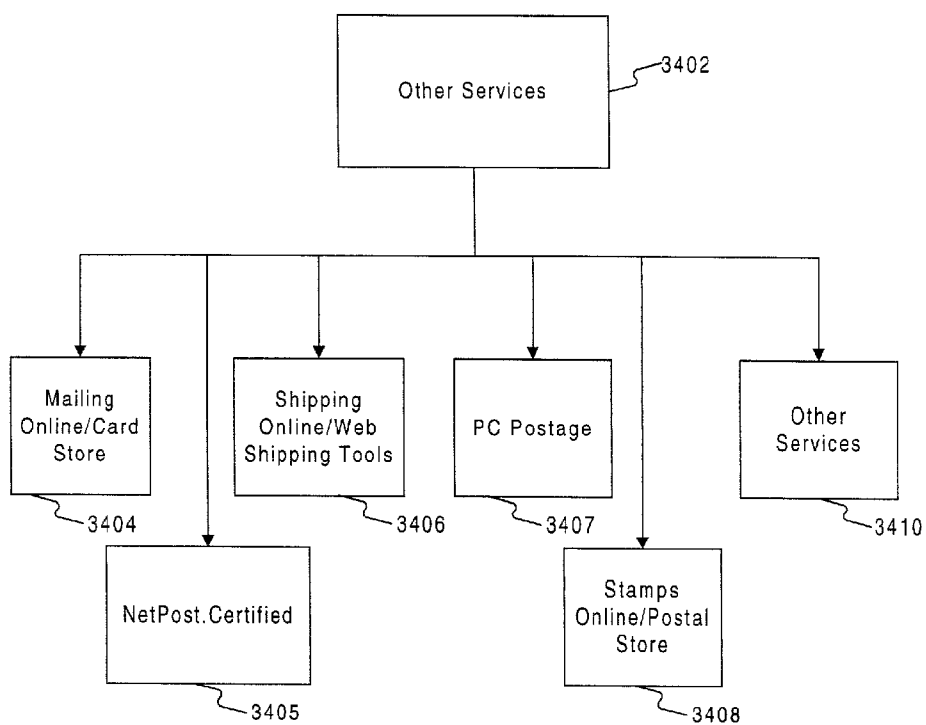 Other Services
3402
Mailing
Online/Card
Store
3404
NetPost.Certified
3405
Shipping
Online/Web
Shipping Tools
3406
PC Postage
3407
Stamps
Online/Postal
Store
3408
Other
Services
3410